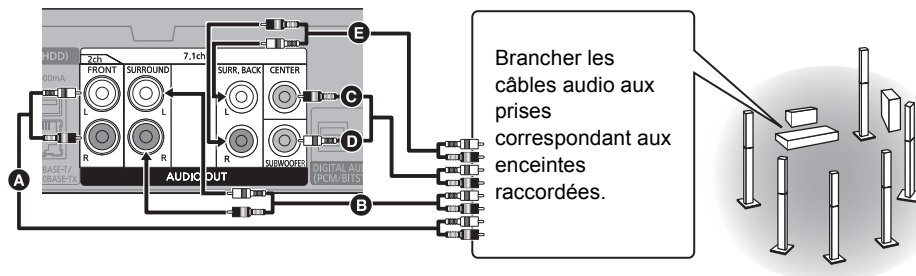 HDD)
2ch
7.1ch
FRONT
SURROUND
SURR. BACK
CENTER
L
L
L
R
R
R
SUBWOOFER
AUDIO OUT
BASE-T/
0BASE-TX
DIGITAL AU
(PCM/BITS
A
B
C
D
E
Brancher les
câbles audio aux
prises
correspondant aux
enceintes
raccordées.